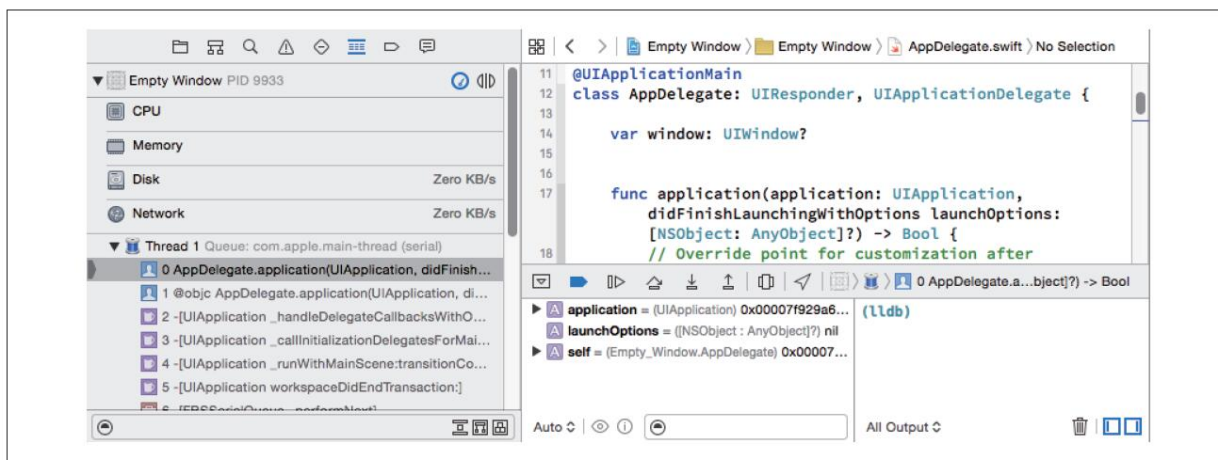 Empty Window PID 9933
CPU
Memory
Disk Zero KB/s
Network Zero KB/s
Thread 1 Queue: com.apple.main-thread (serial)
0 AppDelegate.application(UIApplication, didFinish...
1 @objc AppDelegate.application(UIApplication, di...
2 -[UIApplication _handleDelegateCallbacksWithO...
3 -[UIApplication _callInitializationDelegatesForMai...
4 -[UIApplication _runWithMainScene:transitionCo...
5 -[UIApplication workspaceDidEndTransaction:]
6 -[FBSSerialQueue _performNext]
Empty Window 〉 Empty Window 〉 AppDelegate.swift 〉 No Selection
11 @UIApplicationMain
12 class AppDelegate: UIResponder, UIApplicationDelegate {
13
14 var window: UIWindow?
15
16
17 func application(application: UIApplication,
didFinishLaunchingWithOptions launchOptions:
[NSObject: AnyObject]?) -> Bool {
18 // Override point for customization after
0 AppDelegate.a...bject]?) -> Bool
A application = (UIApplication) 0x00007f929a6...
A launchOptions = ([NSObject : AnyObject]?) nil
A self = (Empty_Window.AppDelegate) 0x00007...
(lldb)
Auto
All Output